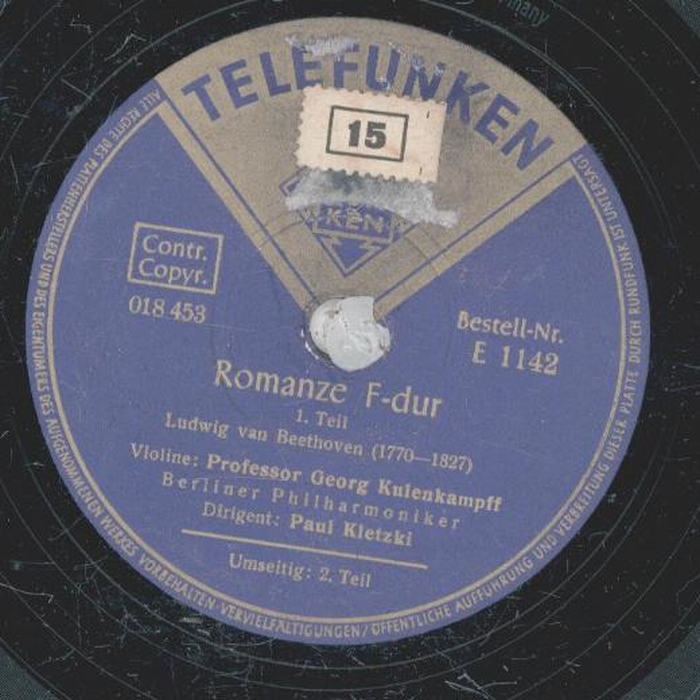 many
TELEFUNKEN
15
KEN
Contr.
Copyr.
018 453
Bestell-Nr.
E 1142
Romanze F-dur
1. Teil
Ludwig van Beethoven (1770—1827)
Violine: Professor Georg Kulenkampff
Berliner Philharmoniker
Dirigent: Paul Kletzki
Umseitig: 2. Teil
ALLE RECHTE DES PLATTENHERSTELLERS UND DES EIGENTÜMERS DES AUFGENOMMENEN WERKES VORBEHALTEN · VERVIELFÄLTIGUNGEN / ÖFFENTLICHE AUFFÜHRUNG UND VERBREITUNG DIESER PLATTE DURCH RUNDFUNK IST UNTERSAGT